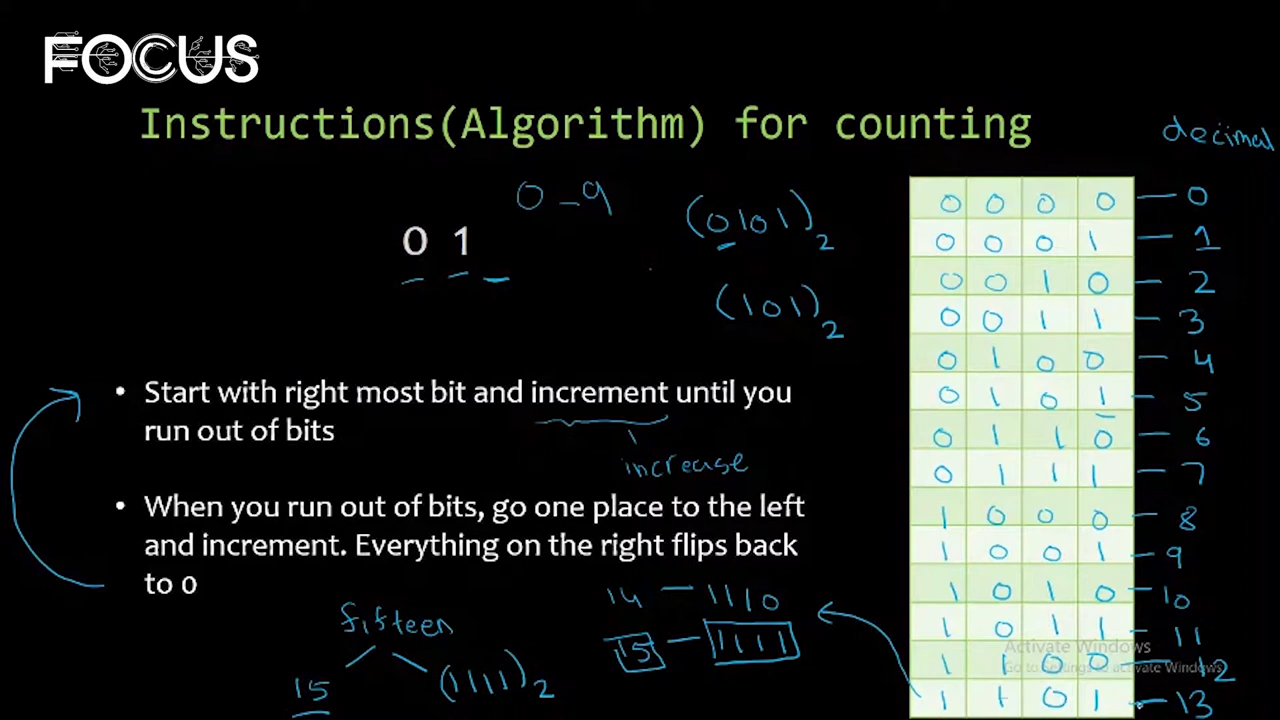 FOCUS
Instructions(Algorithm) for counting
decimal
0 - 9
0 1
(0101)2
(101)2
• Start with right most bit and increment until you
run out of bits
increase
• When you run out of bits, go one place to the left
and increment. Everything on the right flips back
to 0
14 — 1110
15 — 1111
fifteen
15 (1111)2
0 0 0 0 — 0
0 0 0 1 — 1
0 0 1 0 — 2
0 0 1 1 — 3
0 1 0 0 — 4
0 1 0 1 — 5
0 1 1 0 — 6
0 1 1 1 — 7
1 0 0 0 — 8
1 0 0 1 — 9
1 0 1 0 — 10
1 0 1 1 — 11
1 1 0 0 — 12
1 1 0 1 — 13
Activate Windows
Go to Settings to activate Windows